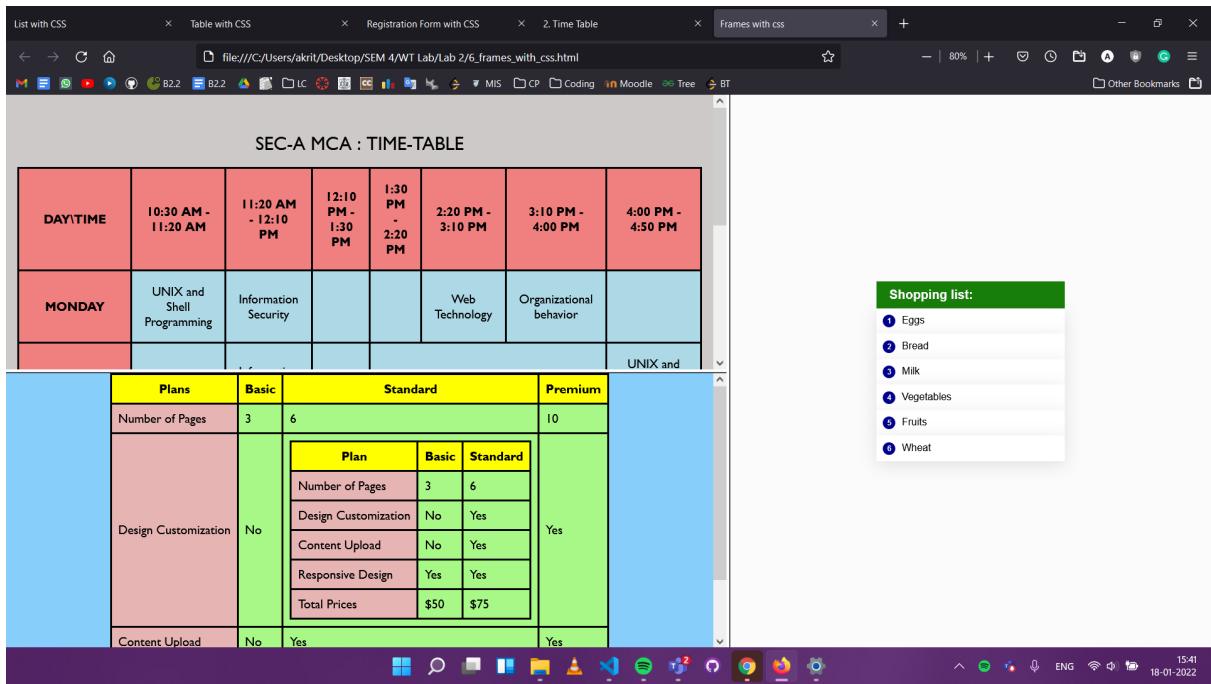 List with CSS
Table with CSS
Registration Form with CSS
2. Time Table
Frames with css
file:///C:/Users/akrit/Desktop/SEM 4/WT Lab/Lab 2/6_frames_with_css.html
80%
B2.2
B2.2
LC
MIS
CP
Coding
Moodle
Tree
BT
Other Bookmarks
SEC-A MCA : TIME-TABLE
DAY\TIME
10:30 AM -
11:20 AM
11:20 AM
- 12:10
PM
12:10
PM -
1:30
PM
1:30
PM
-
2:20
PM
2:20 PM -
3:10 PM
3:10 PM -
4:00 PM
4:00 PM -
4:50 PM
MONDAY
UNIX and
Shell
Programming
Information
Security
Web
Technology
Organizational
behavior
UNIX and
Plans Basic Standard Premium
Number of Pages 3 6 10
Design Customization No
Plan Basic Standard
Number of Pages 3 6
Design Customization No Yes
Content Upload No Yes
Responsive Design Yes Yes
Total Prices $50 $75
Yes
Content Upload No Yes Yes
Shopping list:
1 Eggs
2 Bread
3 Milk
4 Vegetables
5 Fruits
6 Wheat
2
ENG
15:41
18-01-2022